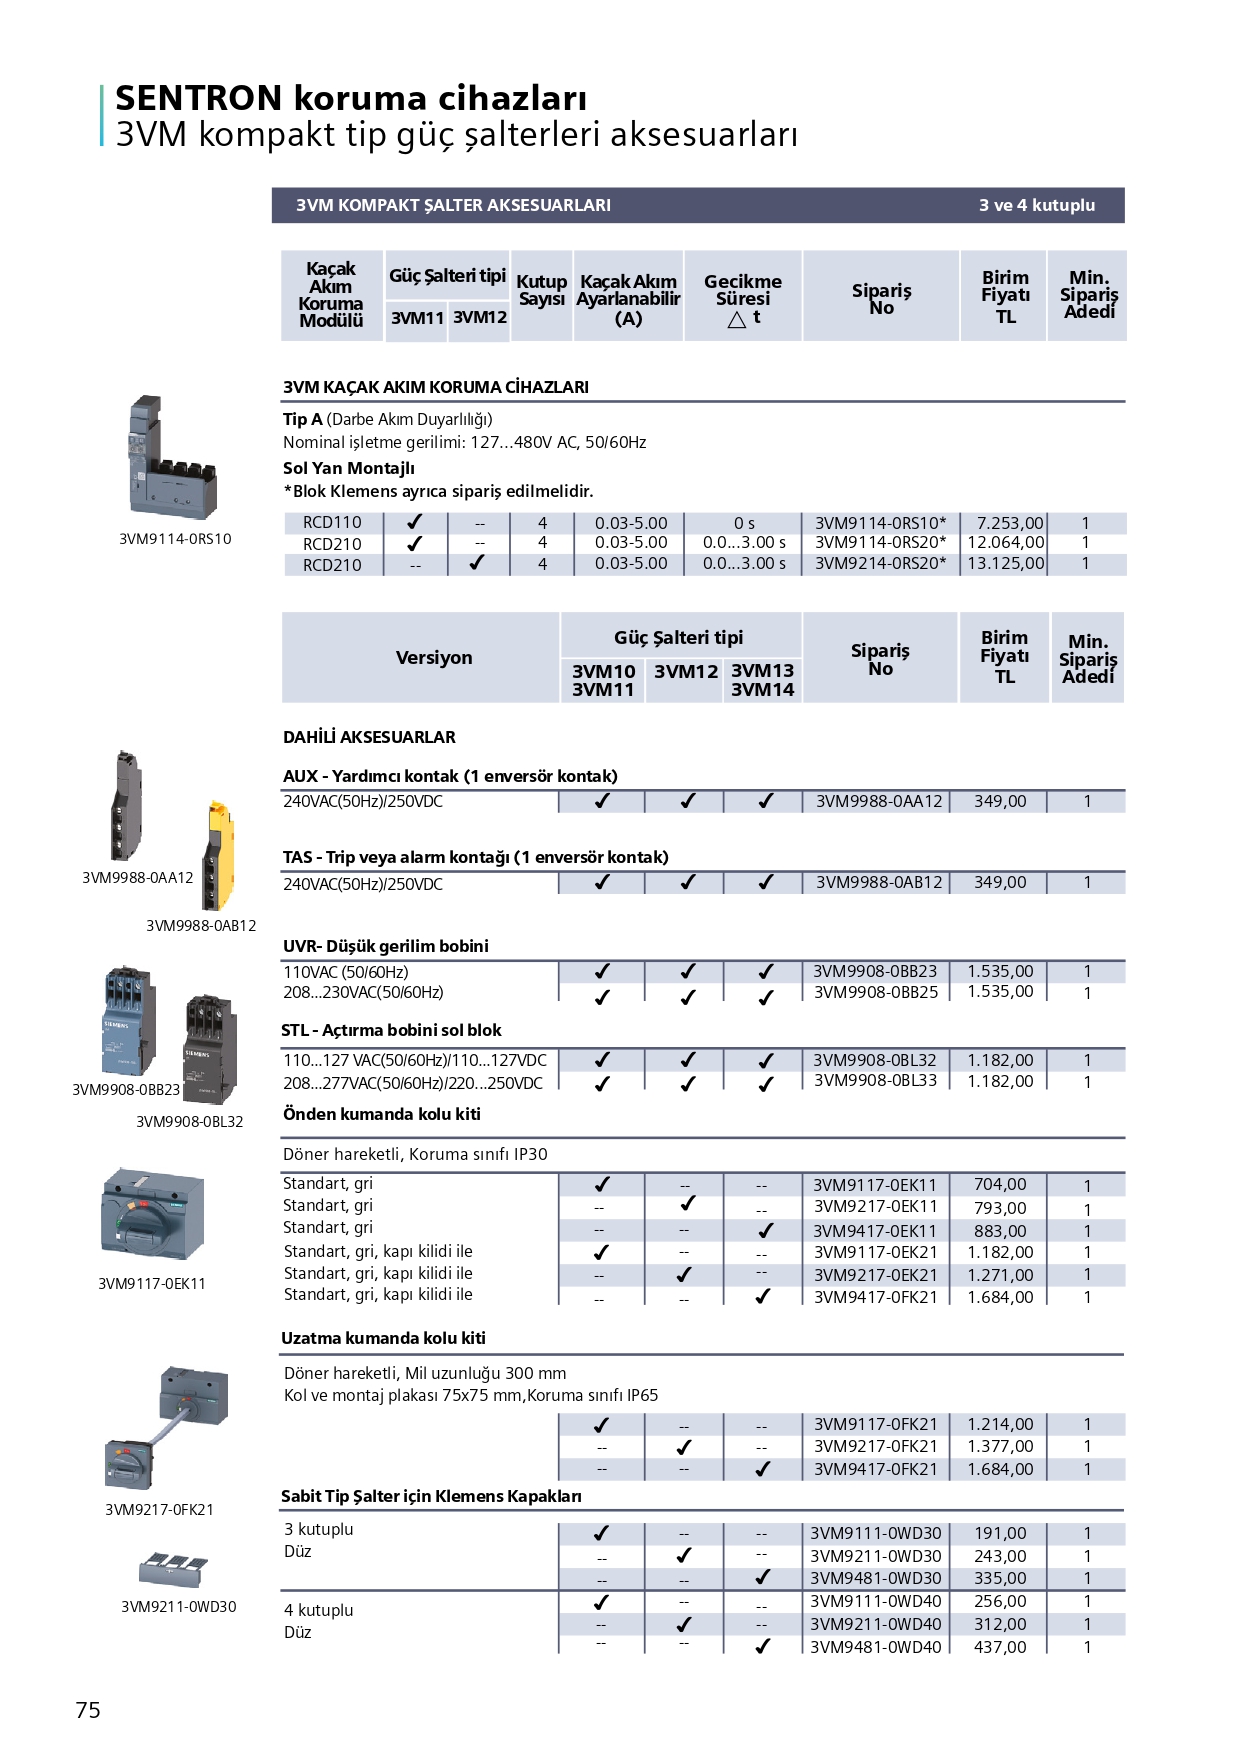 SENTRON koruma cihazları
3VM kompakt tip güç şalterleri aksesuarları
3VM KOMPAKT ŞALTER AKSESUARLARI 3 ve 4 kutuplu
Kaçak Akım Koruma Modülü
Güç Şalteri tipi
3VM11 3VM12
Kutup Sayısı
Kaçak Akım Ayarlanabilir (A)
Gecikme Süresi △ t
Sipariş No
Birim Fiyatı TL
Min. Sipariş Adedi
3VM KAÇAK AKIM KORUMA CİHAZLARI
Tip A (Darbe Akım Duyarlılığı)
Nominal işletme gerilimi: 127...480V AC, 50/60Hz
Sol Yan Montajlı
*Blok Klemens ayrıca sipariş edilmelidir.
RCD110 ✔ -- 4 0.03-5.00 0 s 3VM9114-0RS10* 7.253,00 1
RCD210 ✔ -- 4 0.03-5.00 0.0...3.00 s 3VM9114-0RS20* 12.064,00 1
RCD210 -- ✔ 4 0.03-5.00 0.0...3.00 s 3VM9214-0RS20* 13.125,00 1
3VM9114-0RS10
Versiyon
Güç Şalteri tipi
3VM10 3VM11
3VM12
3VM13 3VM14
Sipariş No
Birim Fiyatı TL
Min. Sipariş Adedi
DAHİLİ AKSESUARLAR
AUX - Yardımcı kontak (1 enversör kontak)
240VAC(50Hz)/250VDC ✔ ✔ ✔ 3VM9988-0AA12 349,00 1
TAS - Trip veya alarm kontağı (1 enversör kontak)
240VAC(50Hz)/250VDC ✔ ✔ ✔ 3VM9988-0AB12 349,00 1
3VM9988-0AA12
3VM9988-0AB12
UVR- Düşük gerilim bobini
110VAC (50/60Hz) ✔ ✔ ✔ 3VM9908-0BB23 1.535,00 1
208...230VAC(50/60Hz) ✔ ✔ ✔ 3VM9908-0BB25 1.535,00 1
STL - Açtırma bobini sol blok
110...127 VAC(50/60Hz)/110...127VDC ✔ ✔ ✔ 3VM9908-0BL32 1.182,00 1
208...277VAC(50/60Hz)/220...250VDC ✔ ✔ ✔ 3VM9908-0BL33 1.182,00 1
SIEMENS
SIEMENS
3VM9908-0BB23
3VM9908-0BL32
Önden kumanda kolu kiti
Döner hareketli, Koruma sınıfı IP30
Standart, gri ✔ -- -- 3VM9117-0EK11 704,00 1
Standart, gri -- ✔ -- 3VM9217-0EK11 793,00 1
Standart, gri -- -- ✔ 3VM9417-0EK11 883,00 1
Standart, gri, kapı kilidi ile ✔ -- -- 3VM9117-0EK21 1.182,00 1
Standart, gri, kapı kilidi ile -- ✔ -- 3VM9217-0EK21 1.271,00 1
Standart, gri, kapı kilidi ile -- -- ✔ 3VM9417-0FK21 1.684,00 1
3VM9117-0EK11
Uzatma kumanda kolu kiti
Döner hareketli, Mil uzunluğu 300 mm
Kol ve montaj plakası 75x75 mm,Koruma sınıfı IP65
✔ -- -- 3VM9117-0FK21 1.214,00 1
-- ✔ -- 3VM9217-0FK21 1.377,00 1
-- -- ✔ 3VM9417-0FK21 1.684,00 1
3VM9217-0FK21
Sabit Tip Şalter için Klemens Kapakları
3 kutuplu ✔ -- -- 3VM9111-0WD30 191,00 1
Düz -- ✔ -- 3VM9211-0WD30 243,00 1
-- -- ✔ 3VM9481-0WD30 335,00 1
4 kutuplu ✔ -- -- 3VM9111-0WD40 256,00 1
Düz -- ✔ -- 3VM9211-0WD40 312,00 1
-- -- ✔ 3VM9481-0WD40 437,00 1
3VM9211-0WD30
75